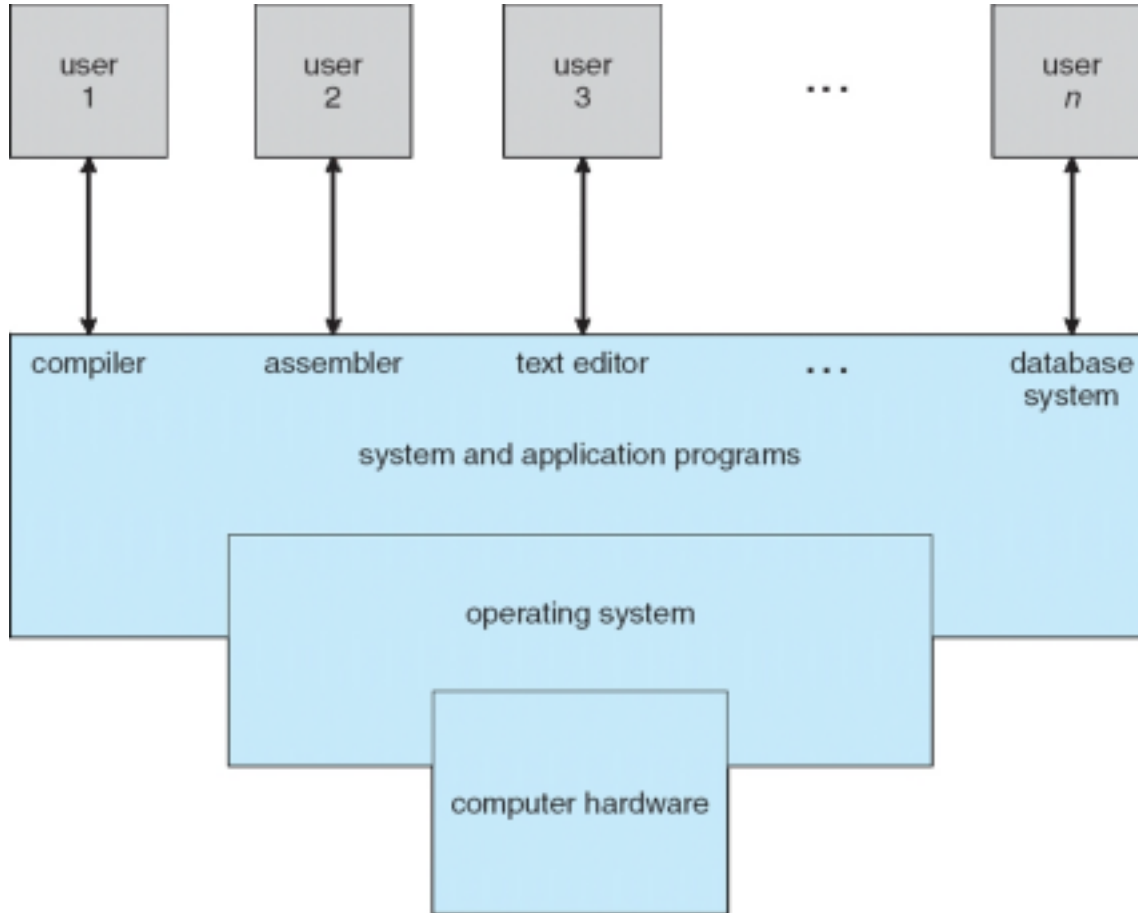 user
1
user
2
user
3
...
user
n
compiler
assembler
text editor
...
database
system
system and application programs
operating system
computer hardware